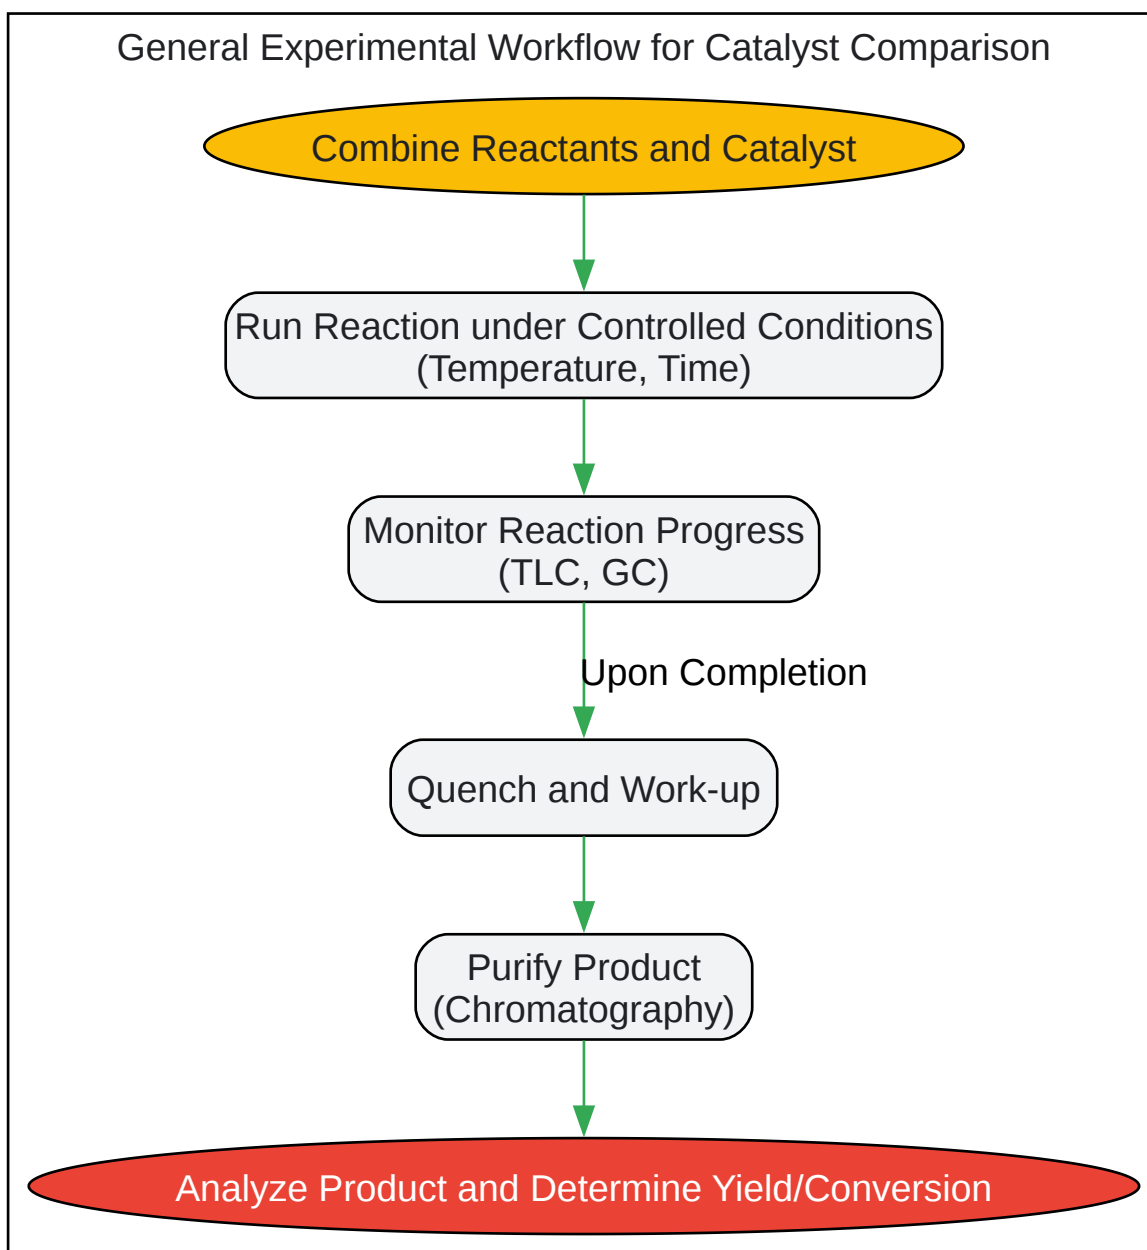 General Experimental Workflow for Catalyst Comparison
Combine Reactants and Catalyst
Run Reaction under Controlled Conditions
(Temperature, Time)
Monitor Reaction Progress
(TLC, GC)
Upon Completion
Quench and Work-up
Purify Product
(Chromatography)
Analyze Product and Determine Yield/Conversion